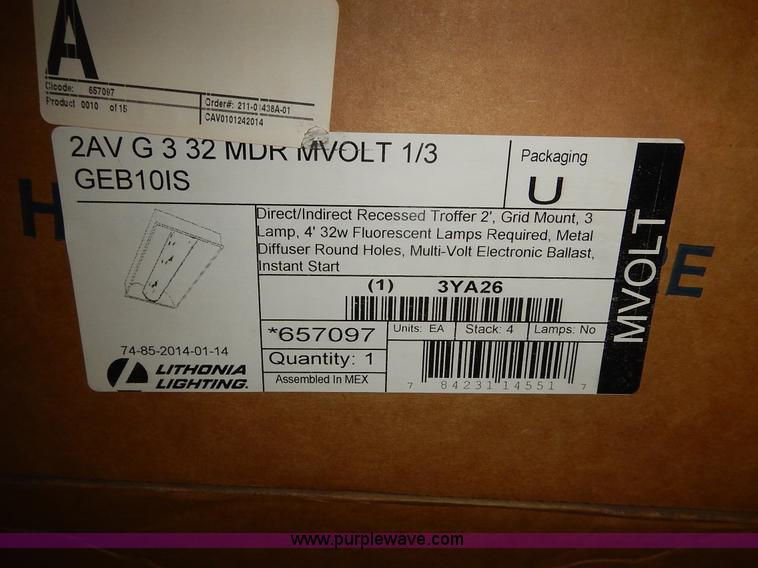 A
Cicode: 657097
Product 0010 of 15
Order#: 211-01438A-01
CAV0101242014
2AV G 3 32 MDR MVOLT 1/3
GEB10IS
Packaging
U
Direct/Indirect Recessed Troffer 2', Grid Mount, 3
Lamp, 4' 32w Fluorescent Lamps Required, Metal
Diffuser Round Holes, Multi-Volt Electronic Ballast,
Instant Start
(1) 3YA26
*657097
Units: EA Stack: 4 Lamps: No
Quantity: 1
Assembled In MEX
7 84231 14551 7
74-85-2014-01-14
LITHONIA
LIGHTING.
MVOLT
H
E
www.purplewave.com